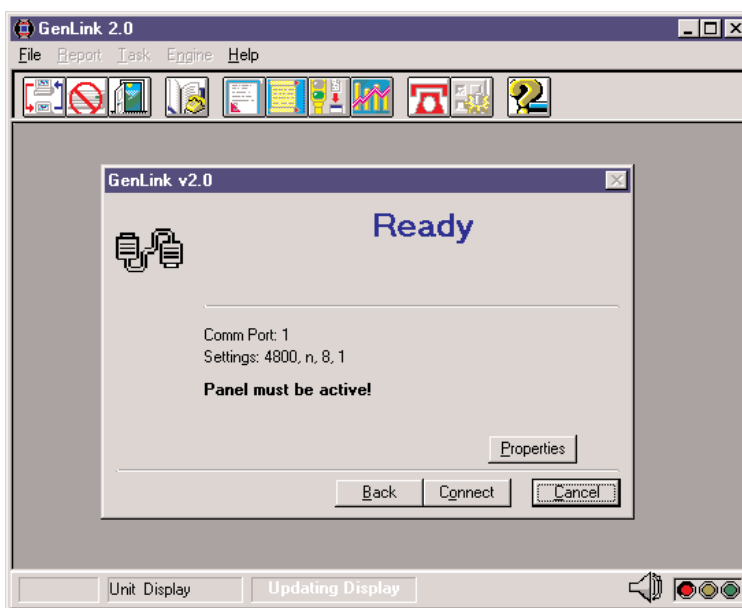 GenLink 2.0
File Report Task Engine Help
GenLink v2.0
Ready
Comm Port: 1
Settings: 4800, n, 8, 1
Panel must be active!
Properties
Back Connect Cancel
Unit Display Updating Display